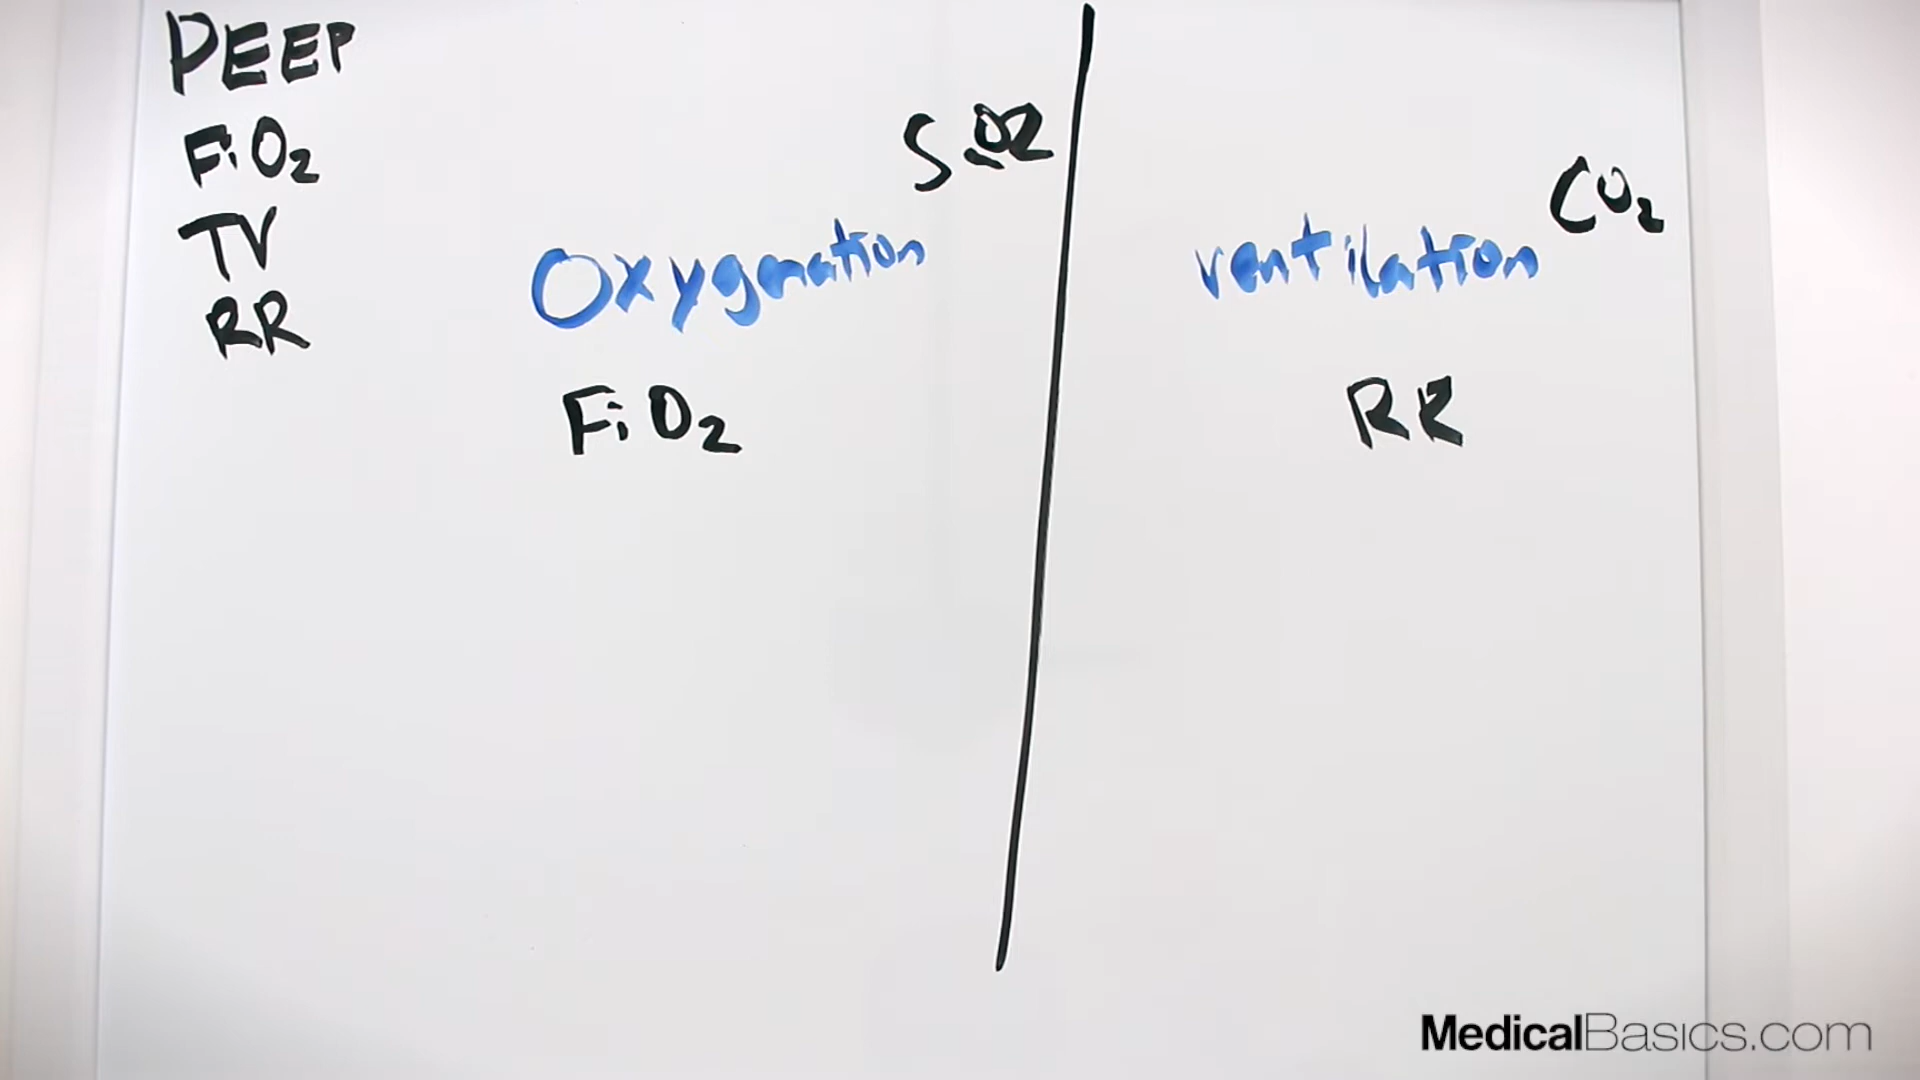 PEEP
FiO2
TV
RR
SO2
Oxygenation
FiO2
CO2
ventilation
RR
MedicalBasics.com